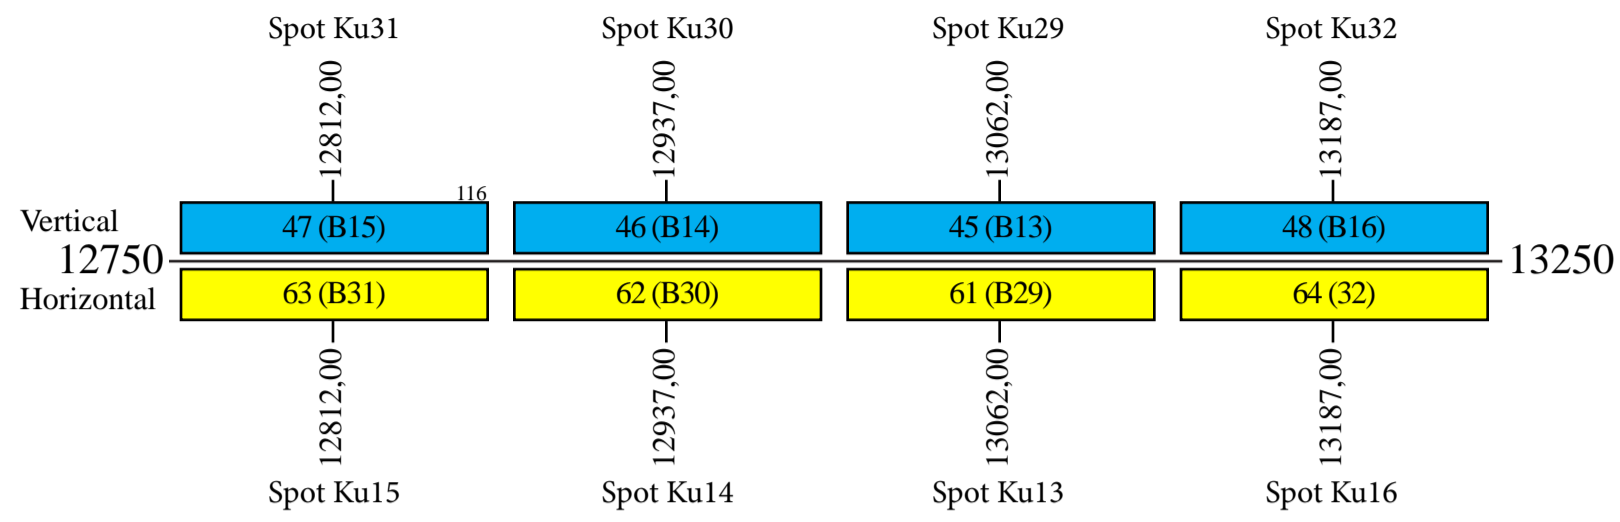 Spot Ku31 Spot Ku30 Spot Ku29 Spot Ku32
12812,00 12937,00 13062,00 13187,00
116
Vertical 47 (B15) 46 (B14) 45 (B13) 48 (B16)
12750 13250
Horizontal 63 (B31) 62 (B30) 61 (B29) 64 (32)
12812,00 12937,00 13062,00 13187,00
Spot Ku15 Spot Ku14 Spot Ku13 Spot Ku16